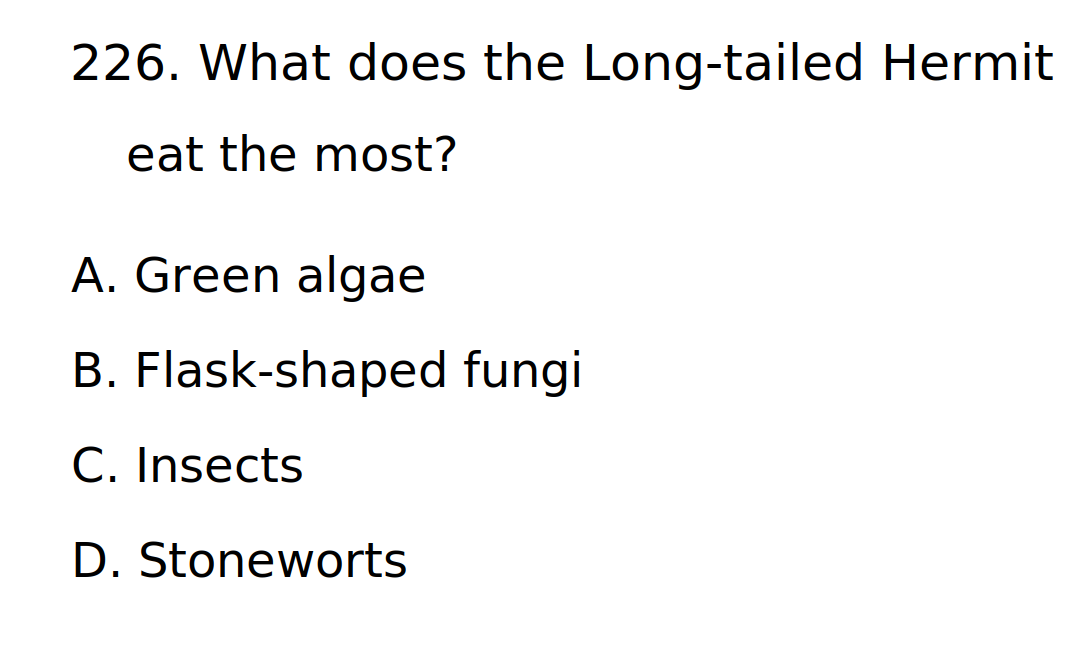 226. What does the Long-tailed Hermit
eat the most?
A. Green algae
B. Flask-shaped fungi
C. Insects
D. Stoneworts